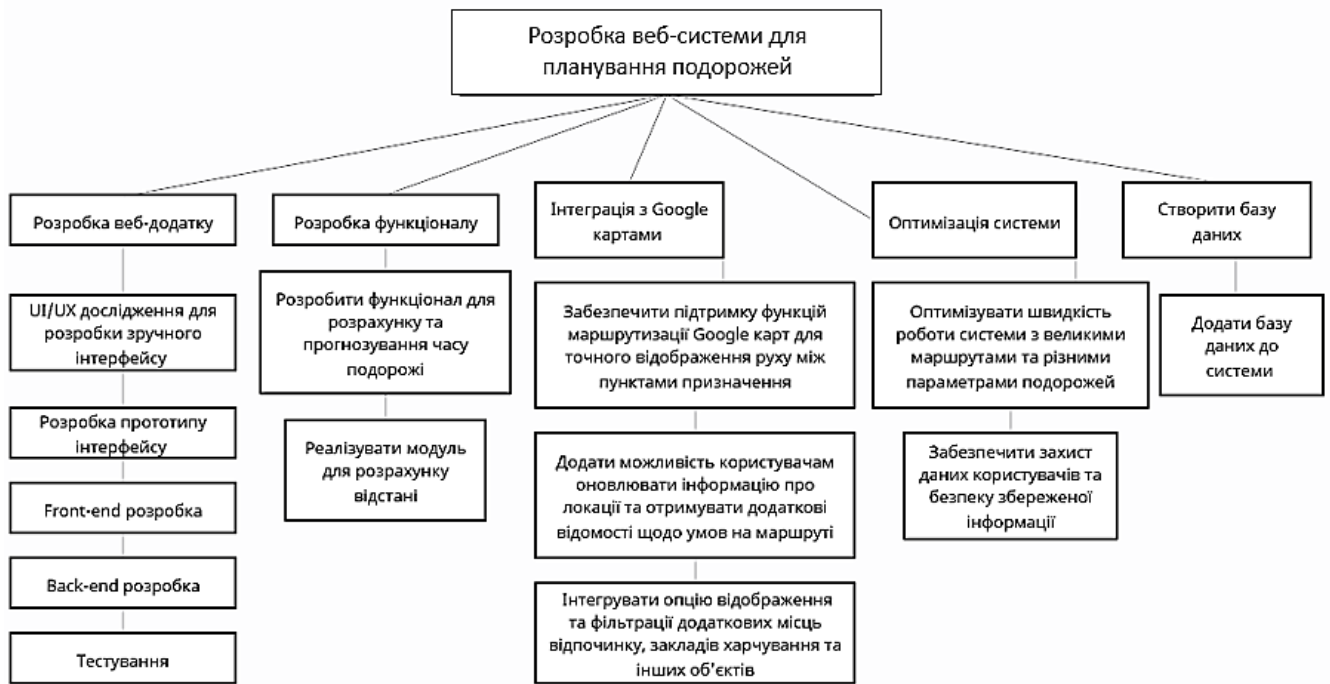 Розробка веб-системи для
планування подорожей
Розробка веб-додатку
UI/UX дослідження для
розробки зручного
інтерфейсу
Розробка прототипу
інтерфейсу
Front-end розробка
Back-end розробка
Тестування
Розробка функціоналу
Розробити функціонал для
розрахунку та
прогнозування часу
подорожі
Реалізувати модуль
для розрахунку
відстані
Інтеграція з Google
картами
Забезпечити підтримку функцій
маршрутизації Google карт для
точного відображення руху між
пунктами призначення
Додати можливість користувачам
оновлювати інформацію про
локації та отримувати додаткові
відомості щодо умов на маршруті
Інтегрувати опцію відображення
та фільтрації додаткових місць
відпочинку, закладів харчування та
інших об'єктів
Оптимізація системи
Оптимізувати швидкість
роботи системи з великими
маршрутами та різними
параметрами подорожей
Забезпечити захист
даних користувачів та
безпеку збереженої
інформації
Створити базу
даних
Додати базу
даних до
системи